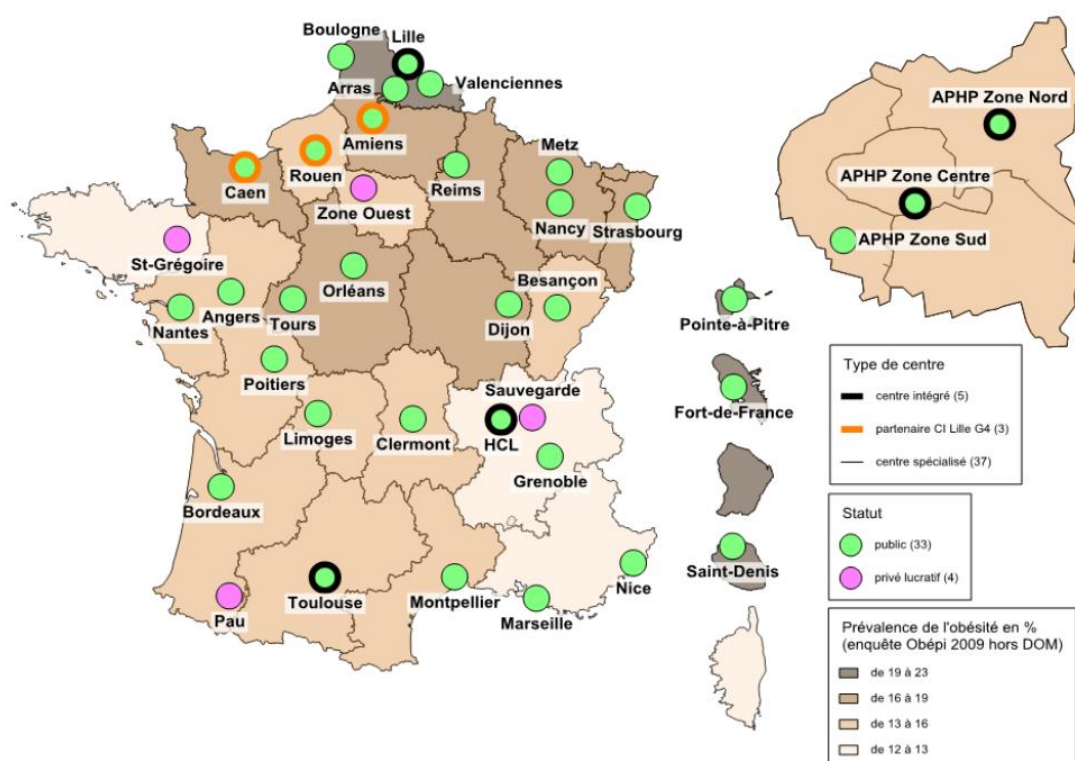 Boulogne
Lille
Arras
Valenciennes
Amiens
Rouen
Caen
Reims
Metz
Zone Ouest
Nancy
Strasbourg
St-Grégoire
Orléans
Besançon
Nantes
Angers
Tours
Dijon
Poitiers
Sauvegarde
Limoges
Clermont
HCL
Grenoble
Bordeaux
Pau
Toulouse
Montpellier
Marseille
Nice
APHP Zone Nord
APHP Zone Centre
APHP Zone Sud
Pointe-à-Pitre
Fort-de-France
Saint-Denis
Type de centre
centre intégré (5)
partenaire CI Lille G4 (3)
centre spécialisé (37)
Statut
public (33)
privé lucratif (4)
Prévalence de l'obésité en %
(enquête Obépi 2009 hors DOM)
de 19 à 23
de 16 à 19
de 13 à 16
de 12 à 13